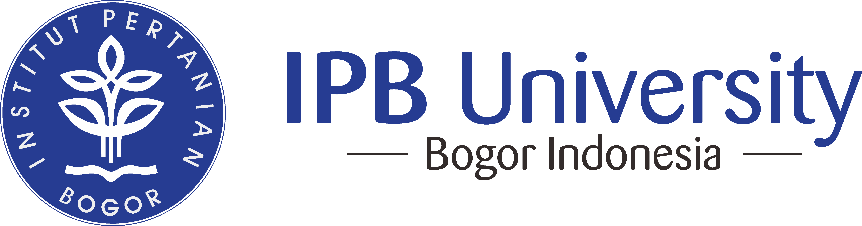 INSTITUT PERTANIAN
BOGOR
IPB University
Bogor Indonesia